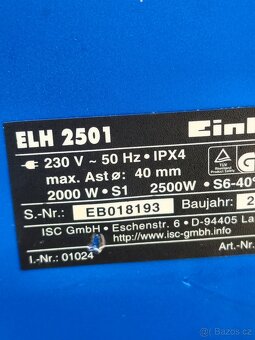 ELH 2501 Einh
230 V ~ 50 Hz • IPX4
max. Ast ø: 40 mm
2000 W • S1 2500W • S6-40%
S.-Nr.: EB018193 Baujahr: 2
ISC GmbH • Eschenstr. 6 • D-94405 La
http://www.isc-gmbh.info
I.-Nr.: 01024 Art.-Nr.
bazos.cz